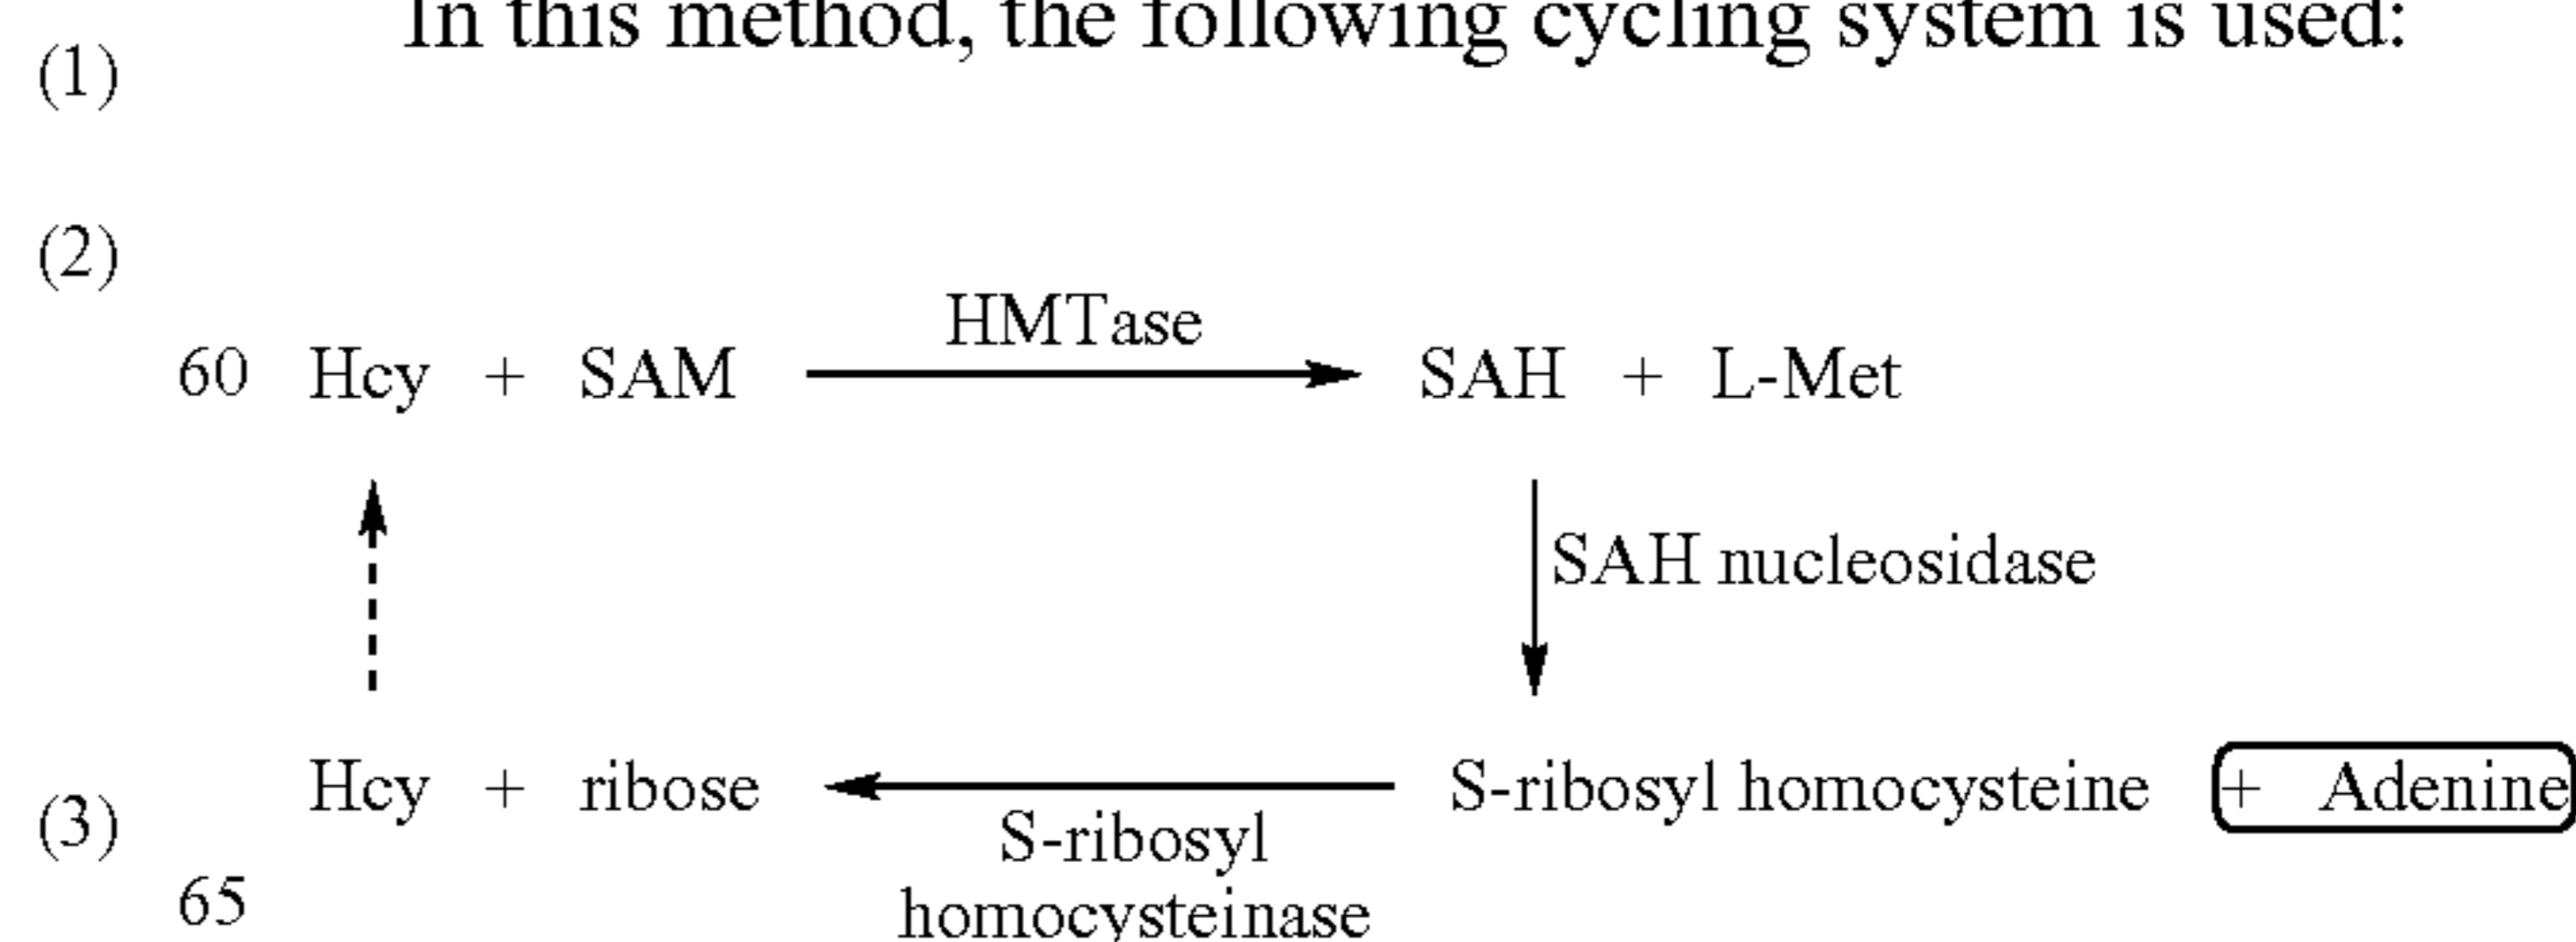 In this method, the following cycling system is used:
(1)
(2)
HMTase
60 Hcy + SAM SAH + L-Met
SAH nucleosidase
(3) Hcy + ribose S-ribosyl homocysteine + Adenine
S-ribosyl
homocysteinase
65